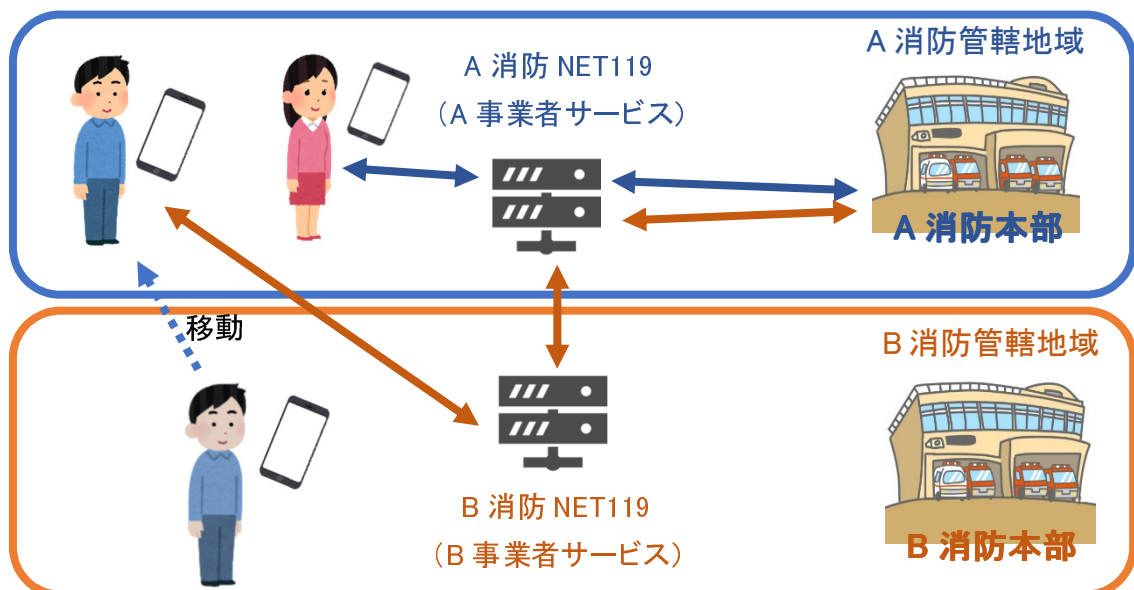 A 消防 NET119
（A 事業者サービス）
A 消防管轄地域
A 消防本部
移動
B 消防管轄地域
B 消防 NET119
（B 事業者サービス）
B 消防本部